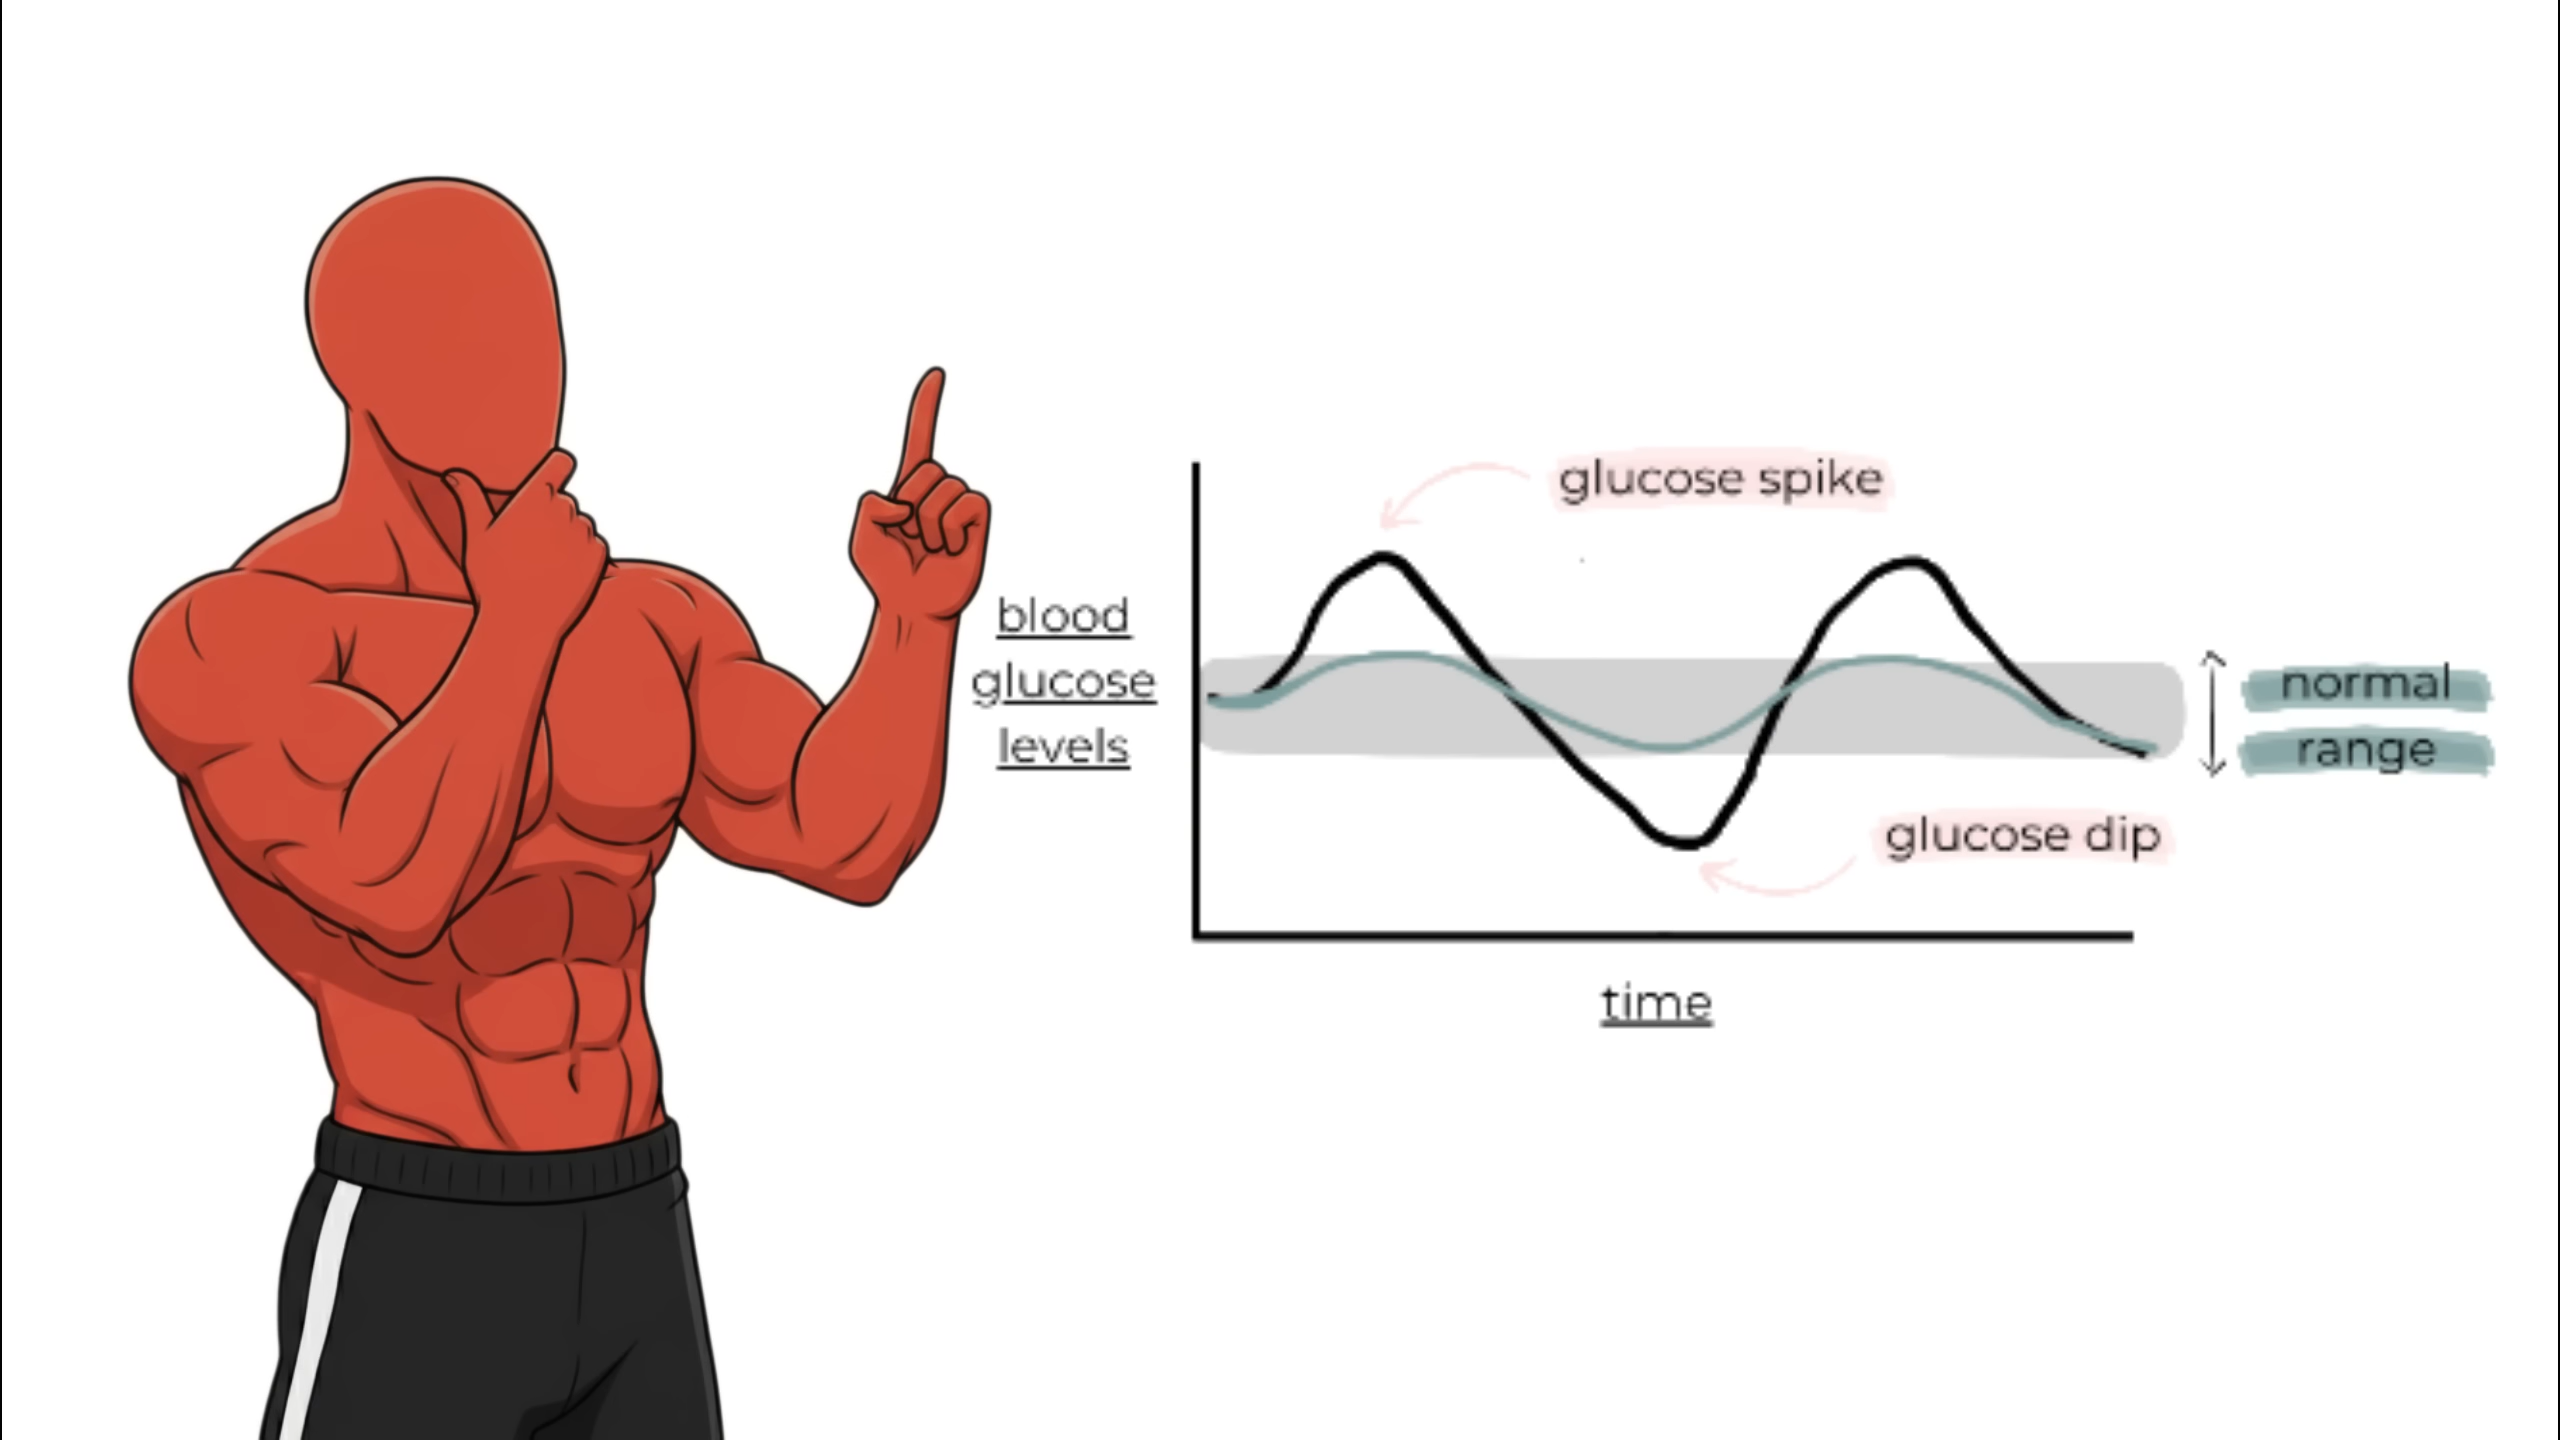 glucose spike
blood
glucose
levels
normal
range
glucose dip
time